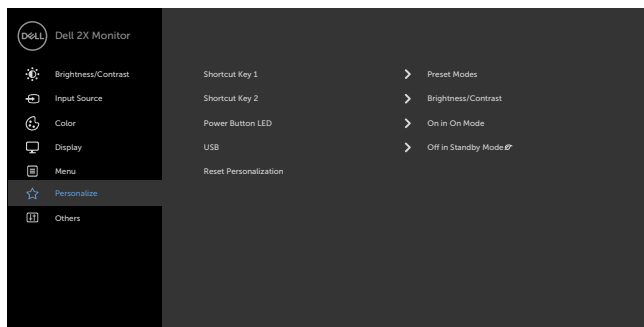 DELL Dell 2X Monitor
Brightness/Contrast
Input Source
Color
Display
Menu
Personalize
Others
Shortcut Key 1 Preset Modes
Shortcut Key 2 Brightness/Contrast
Power Button LED On in On Mode
USB Off in Standby Mode
Reset Personalization